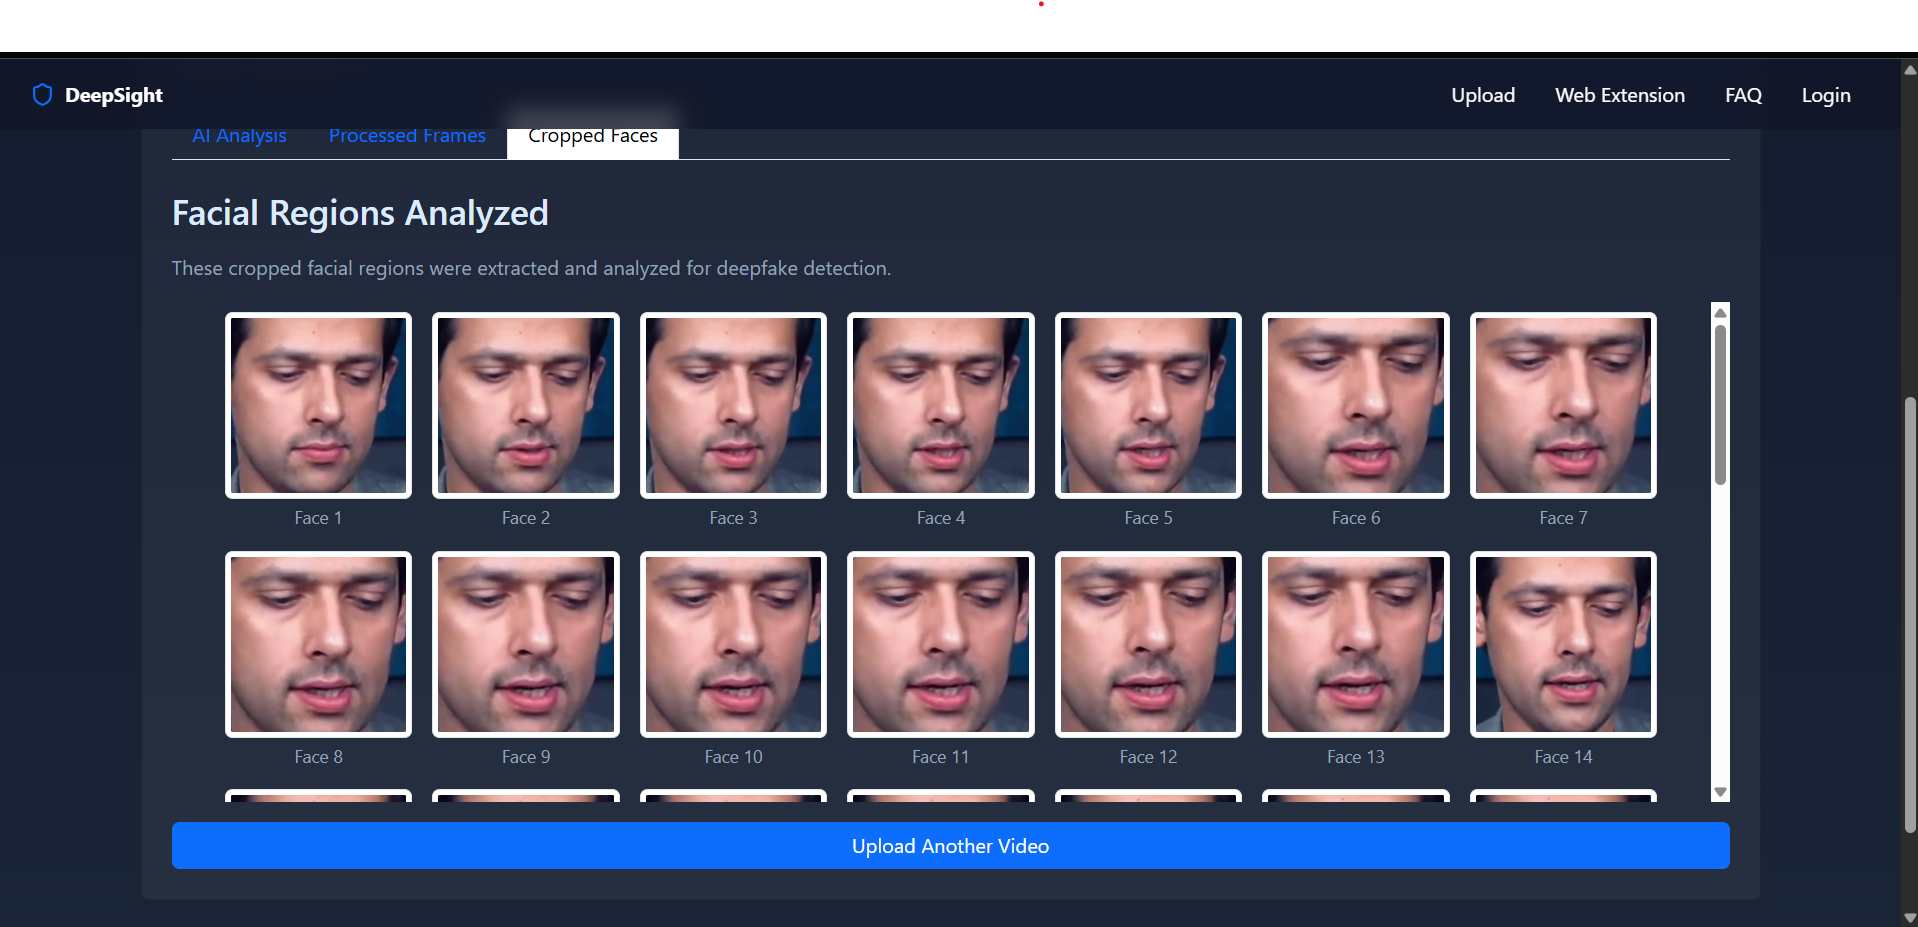 DeepSight
Upload
Web Extension
FAQ
Login
AI Analysis
Processed Frames
Cropped Faces
Facial Regions Analyzed
These cropped facial regions were extracted and analyzed for deepfake detection.
Face 1
Face 2
Face 3
Face 4
Face 5
Face 6
Face 7
Face 8
Face 9
Face 10
Face 11
Face 12
Face 13
Face 14
Upload Another Video